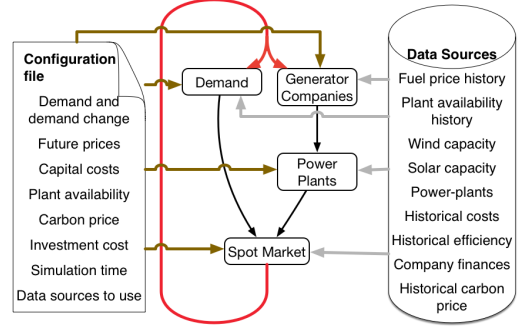 Configuration
file
Demand and
demand change
Future prices
Capital costs
Plant availability
Carbon price
Investment cost
Simulation time
Data sources to use
Demand
Generator
Companies
Power
Plants
Spot Market
Data Sources
Fuel price history
Plant availability
history
Wind capacity
Solar capacity
Power-plants
Historical costs
Historical efficiency
Company finances
Historical carbon
price